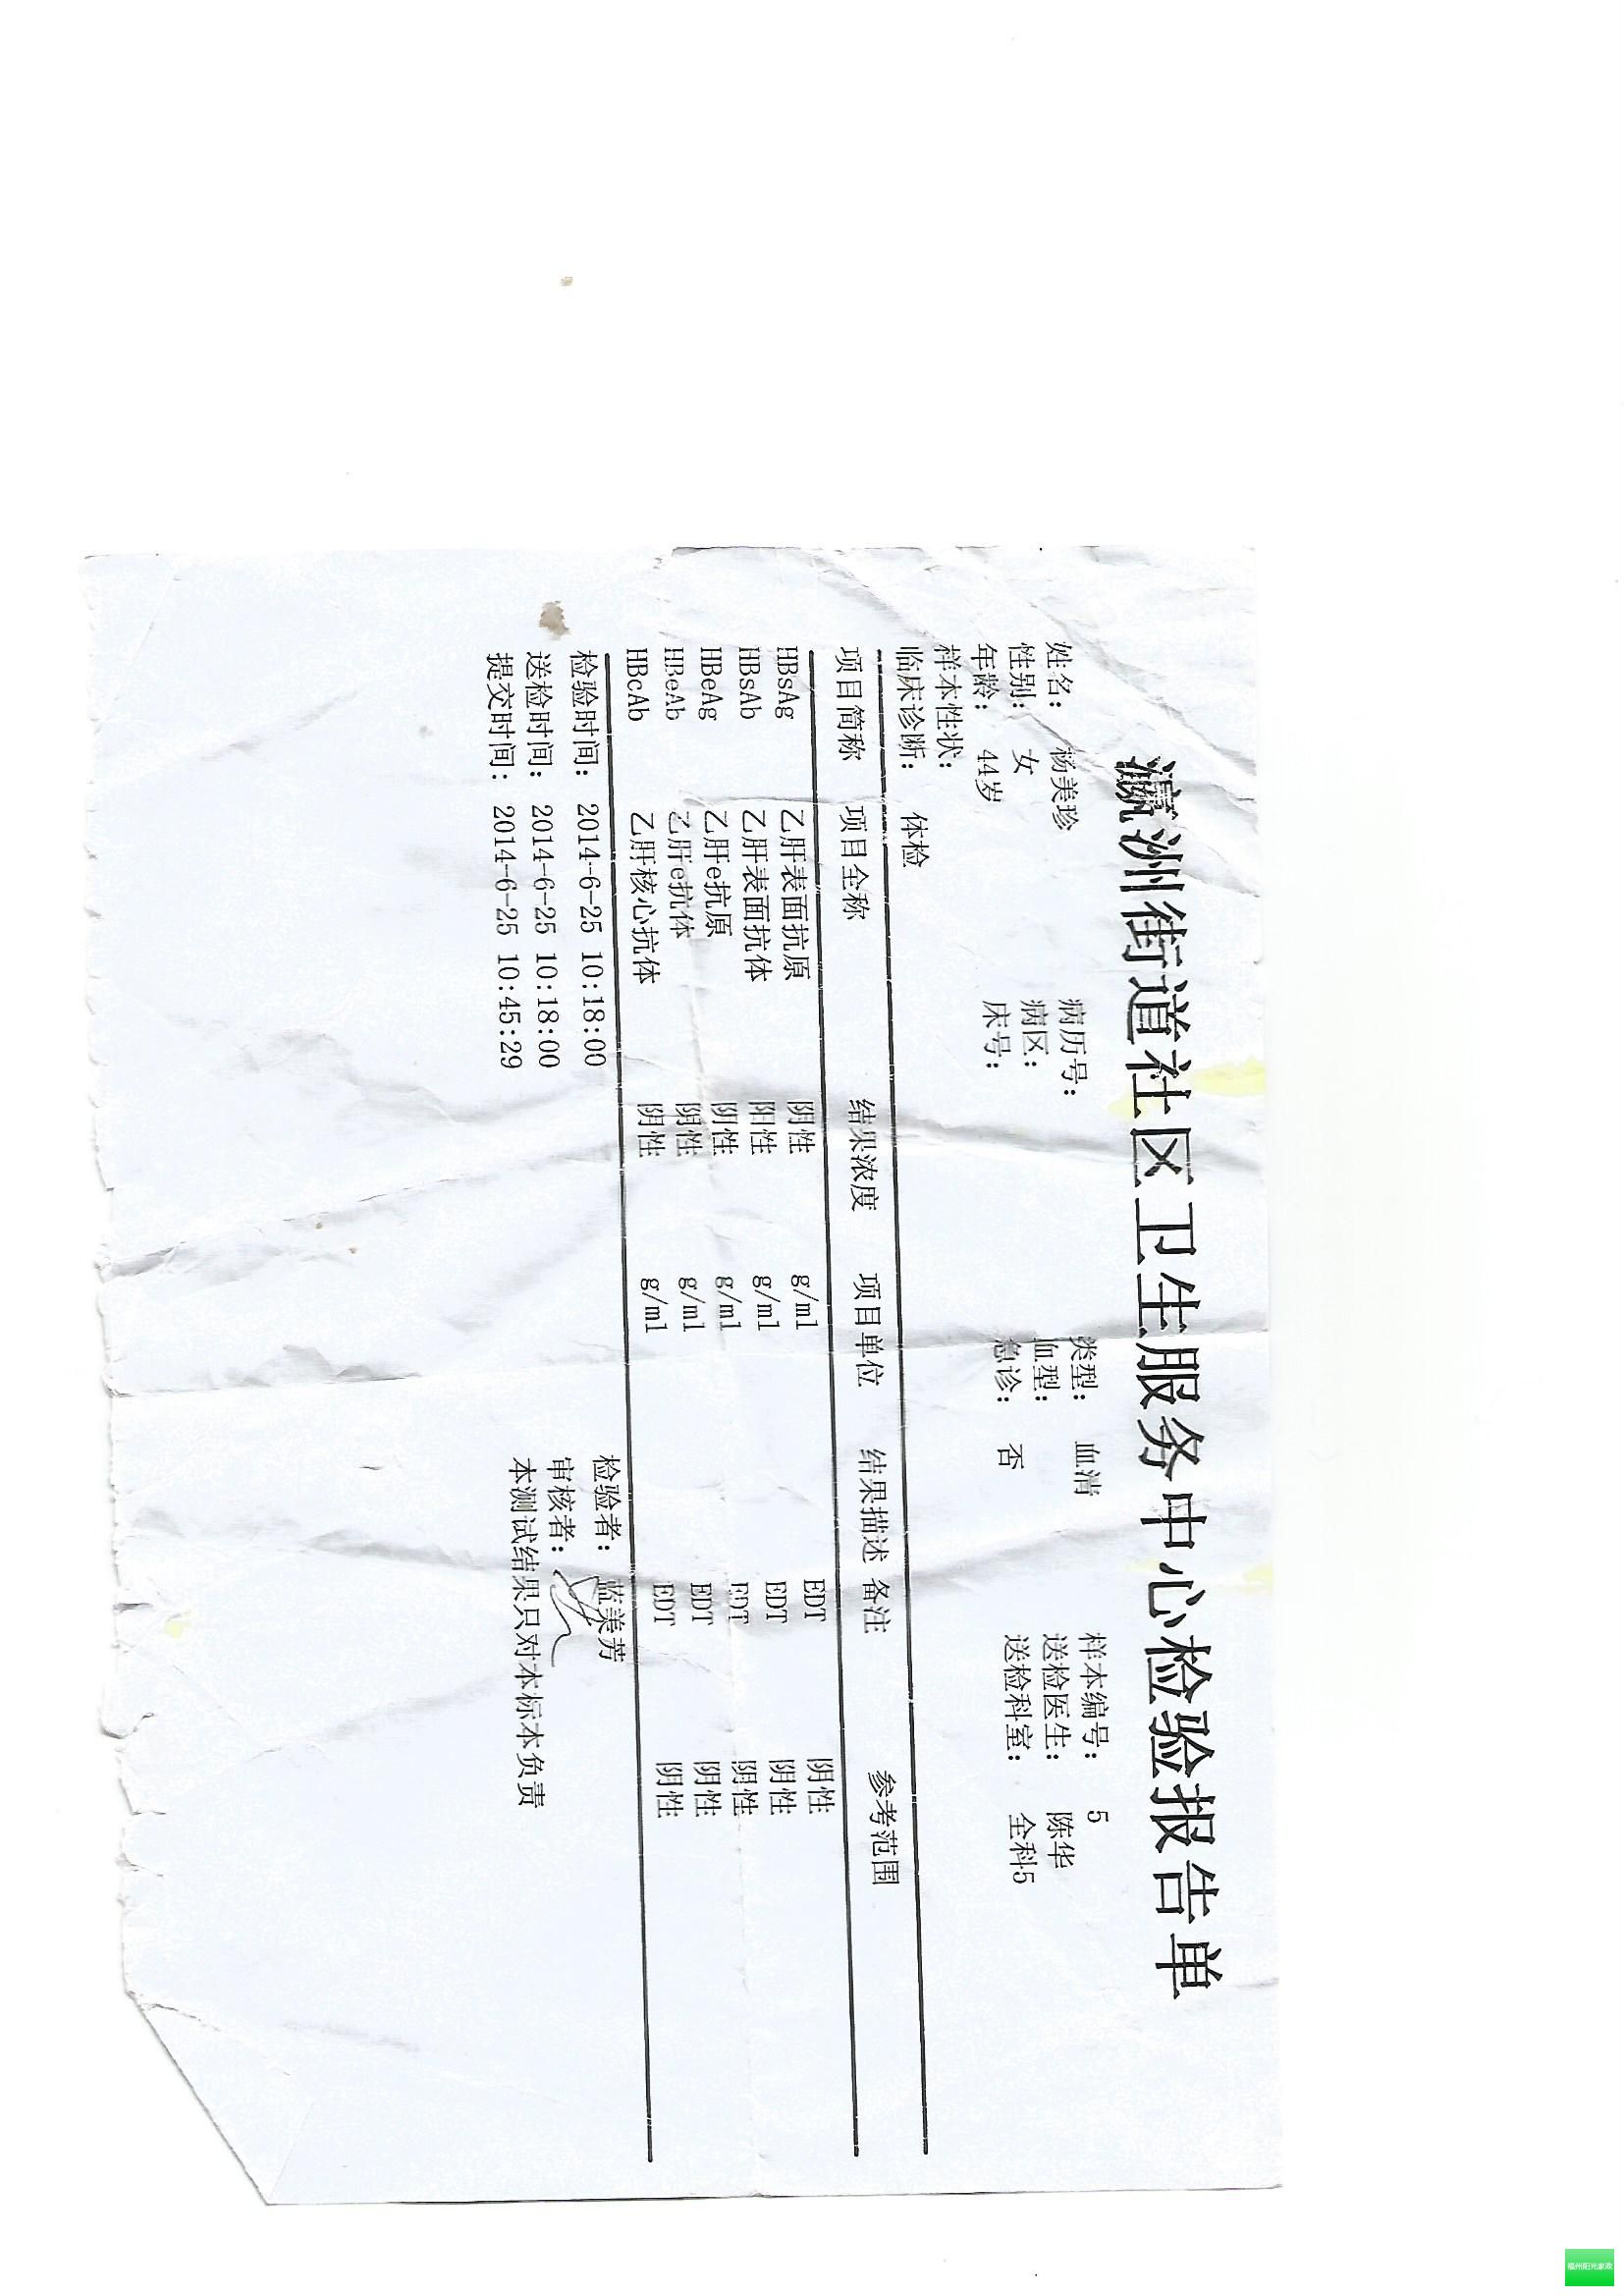 瀛洲街道社区卫生服务中心检验报告单
姓名： 杨美珍 病历号： 类型： 血清 样本编号： 5
性别： 女 病区： 血型： 送检医生： 陈华
年龄： 44岁 床号： 急诊： 否 送检科室： 全科5
样本性状：
临床诊断： 体检
项目简称 项目全称 结果浓度 项目单位 结果描述 备注 参考范围
HBsAg 乙肝表面抗原 阴性 g/ml EDT 阴性
HBsAb 乙肝表面抗体 阳性 g/ml EDT 阴性
HBeAg 乙肝e抗原 阴性 g/ml EDT 阴性
HBeAb 乙肝e抗体 阴性 g/ml EDT 阴性
HBcAb 乙肝核心抗体 阴性 g/ml EDT 阴性
检验时间： 2014-6-25 10:18:00 检验者： 蓝美芳
送检时间： 2014-6-25 10:18:00 审核者：
提交时间： 2014-6-25 10:45:29 本测试结果只对本标本负责
福州阳光家政